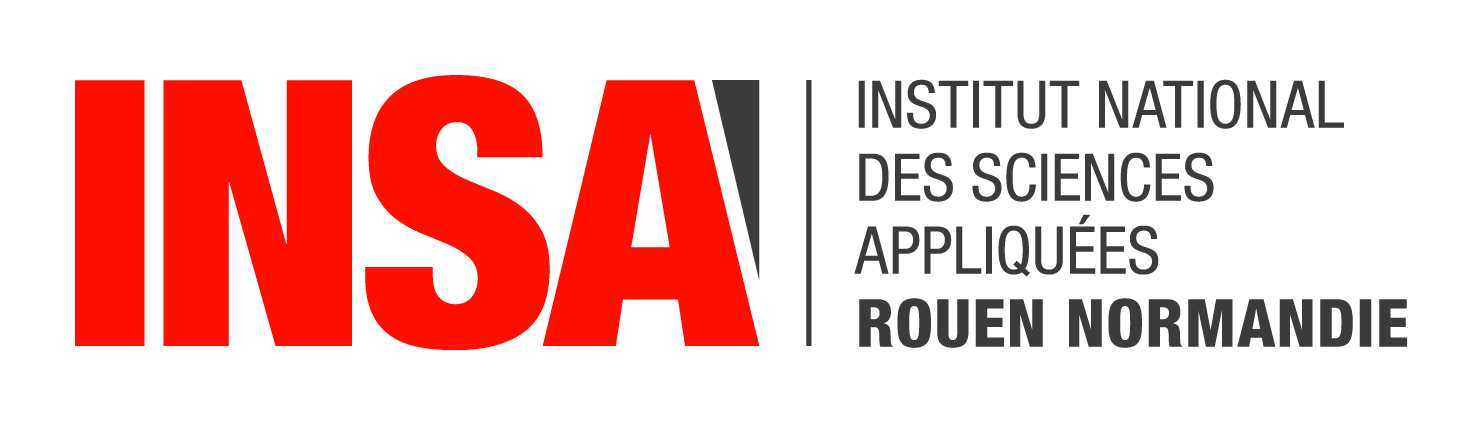 INSA
INSTITUT NATIONAL
DES SCIENCES
APPLIQUÉES
ROUEN NORMANDIE